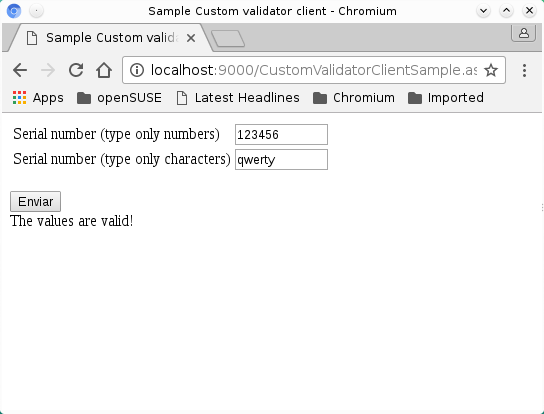 Sample Custom validator client - Chromium
Sample Custom valida
localhost:9000/CustomValidatorClientSample.as
Apps openSUSE Latest Headlines Chromium Imported
Serial number (type only numbers) 123456
Serial number (type only characters) qwerty
Enviar
The values are valid!